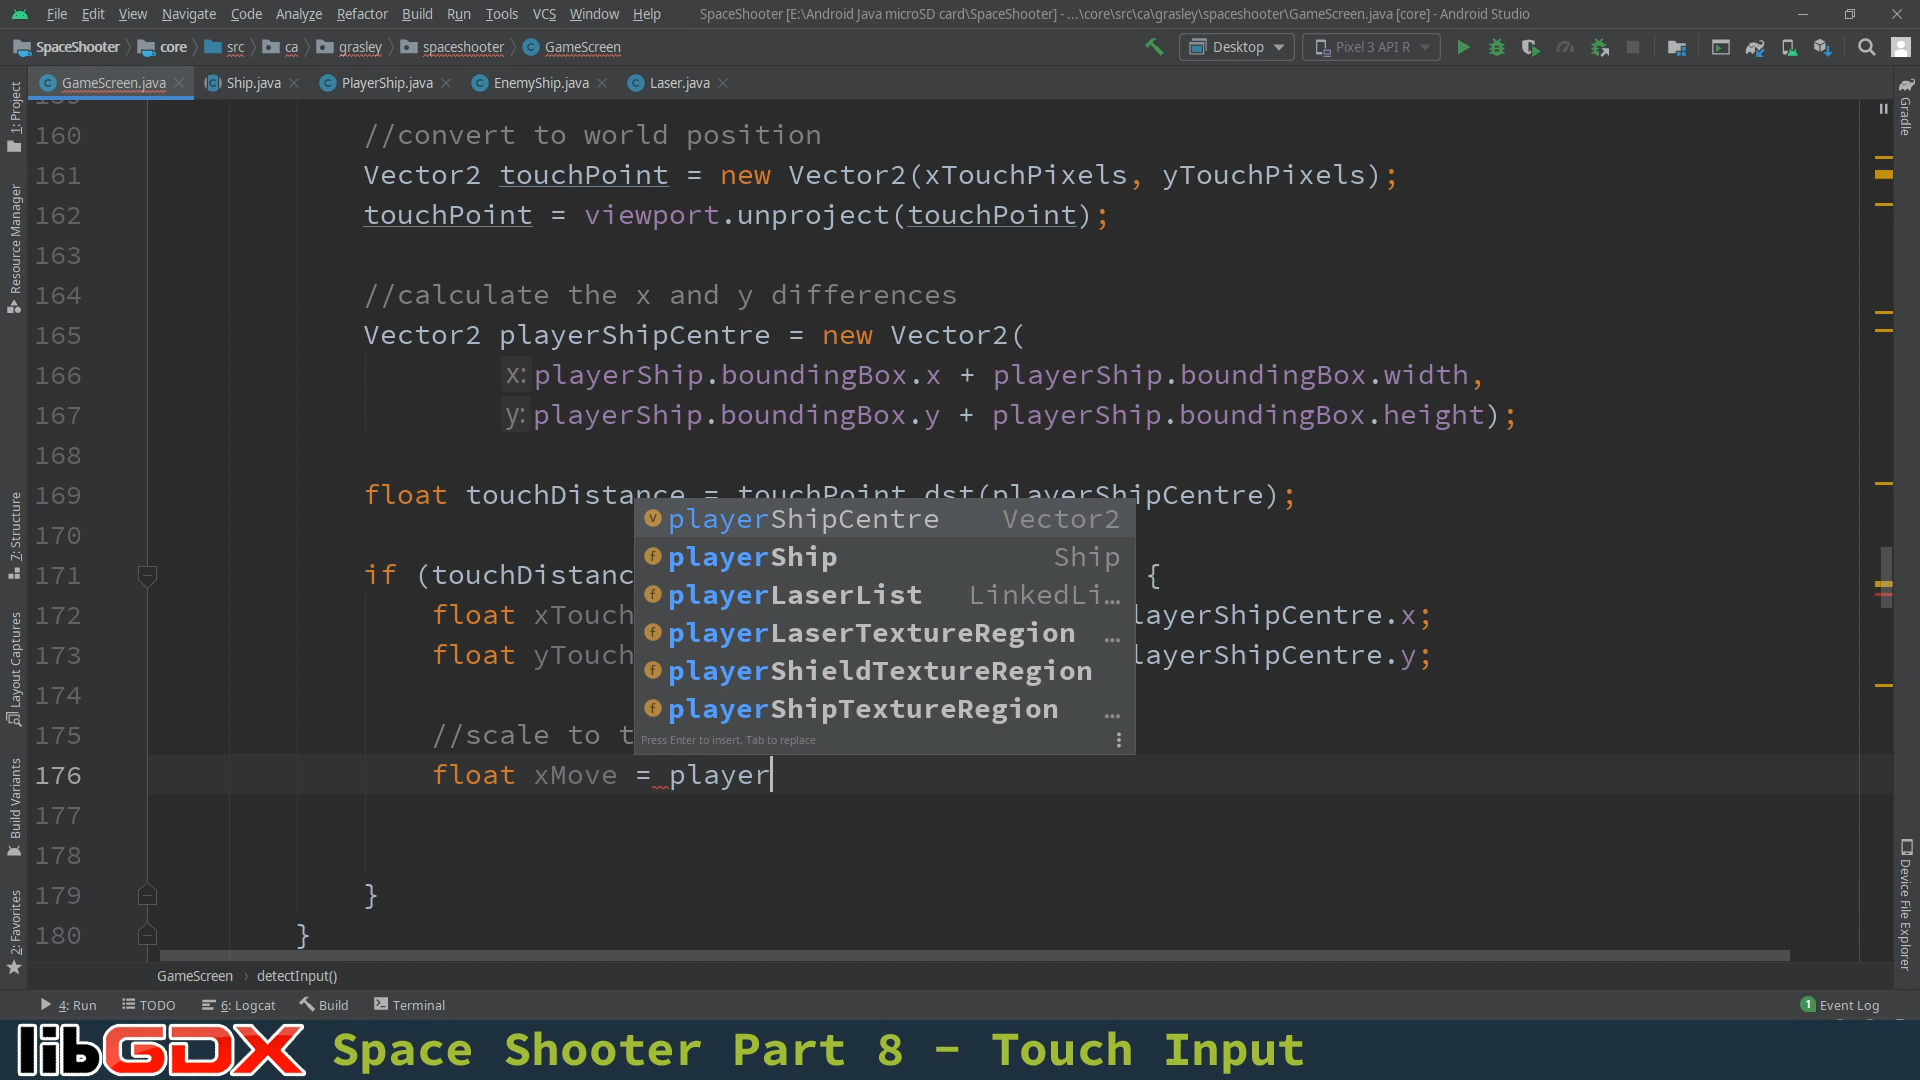 File Edit View Navigate Code Analyze Refactor Build Run Tools VCS Window Help SpaceShooter [E:\Android Java microSD card\SpaceShooter] - ...\core\src\ca\grasley\spaceshooter\GameScreen.java [core] - Android Studio
SpaceShooter core src ca grasley spaceshooter GameScreen Desktop Pixel 3 API R
GameScreen.java Ship.java PlayerShip.java EnemyShip.java Laser.java
1: Project
Resource Manager
7: Structure
Layout Captures
Build Variants
2: Favorites
Gradle
Device File Explorer
160 //convert to world position
161 Vector2 touchPoint = new Vector2(xTouchPixels, yTouchPixels);
162 touchPoint = viewport.unproject(touchPoint);
163
164 //calculate the x and y differences
165 Vector2 playerShipCentre = new Vector2(
166 x: playerShip.boundingBox.x + playerShip.boundingBox.width,
167 y: playerShip.boundingBox.y + playerShip.boundingBox.height);
168
169 float touchDistance = touchPoint.dst(playerShipCentre);
170
171 if (touchDistanc {
172 float xTouch layerShipCentre.x;
173 float yTouch layerShipCentre.y;
174
175 //scale to t
176 float xMove = player
177
178
179 }
180 }
playerShipCentre Vector2
playerShip Ship
playerLaserList LinkedLi…
playerLaserTextureRegion …
playerShieldTextureRegion
playerShipTextureRegion …
Press Enter to insert, Tab to replace
GameScreen › detectInput()
4: Run TODO 6: Logcat Build Terminal 1 Event Log
libGDX Space Shooter Part 8 - Touch Input